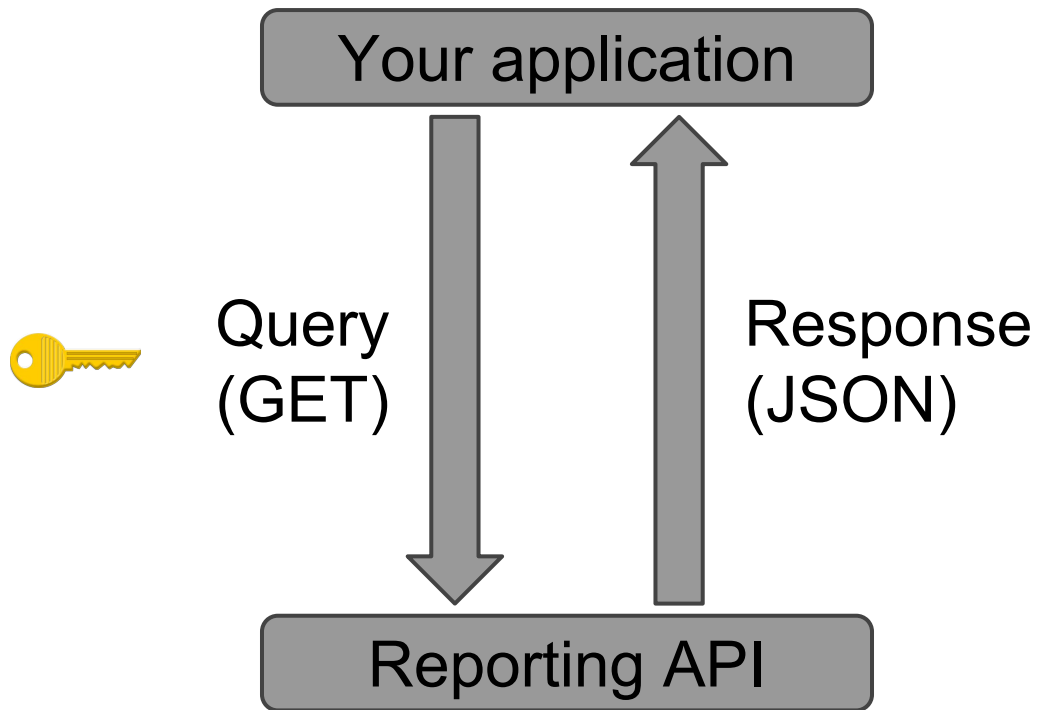 Your application
Query
(GET)
Response
(JSON)
Reporting API